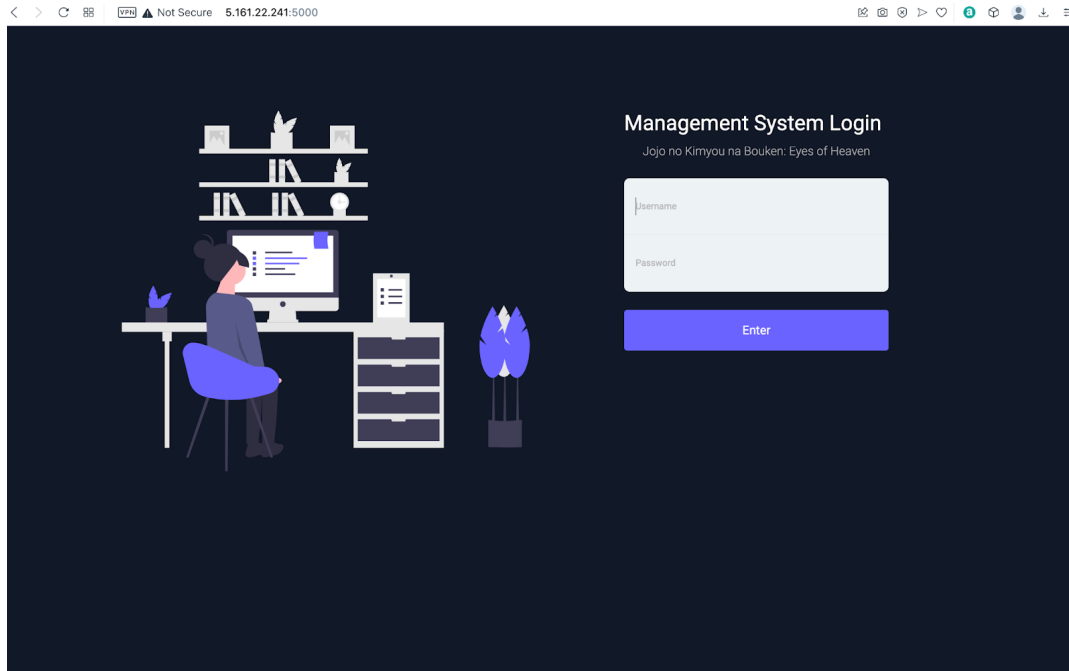 VPN Not Secure 5.161.22.241:5000
Management System Login
Jojo no Kimyou na Bouken: Eyes of Heaven
Username
Password
Enter